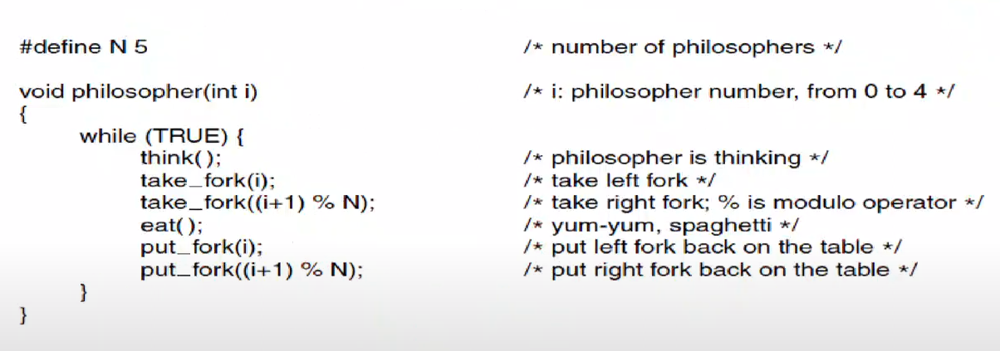 #define N 5 /* number of philosophers */
void philosopher(int i) /* i: philosopher number, from 0 to 4 */
{
while (TRUE) {
think( ); /* philosopher is thinking */
take_fork(i); /* take left fork */
take_fork((i+1) % N); /* take right fork; % is modulo operator */
eat( ); /* yum-yum, spaghetti */
put_fork(i); /* put left fork back on the table */
put_fork((i+1) % N); /* put right fork back on the table */
}
}